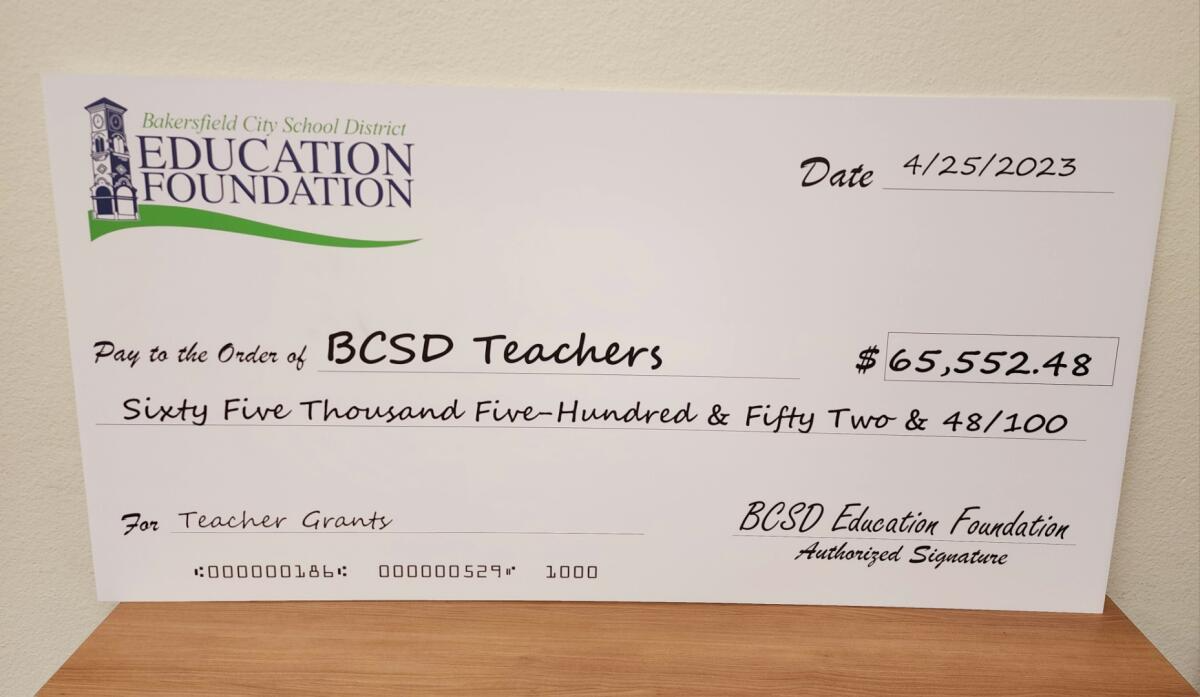 Bakersfield City School District
EDUCATION
FOUNDATION
Date 4/25/2023
Pay to the Order of BCSD Teachers $ 65,552.48
Sixty Five Thousand Five-Hundred & Fifty Two & 48/100
For Teacher Grants
BCSD Education Foundation
Authorized Signature
⑆000000186⑆ 000000529⑈ 1000